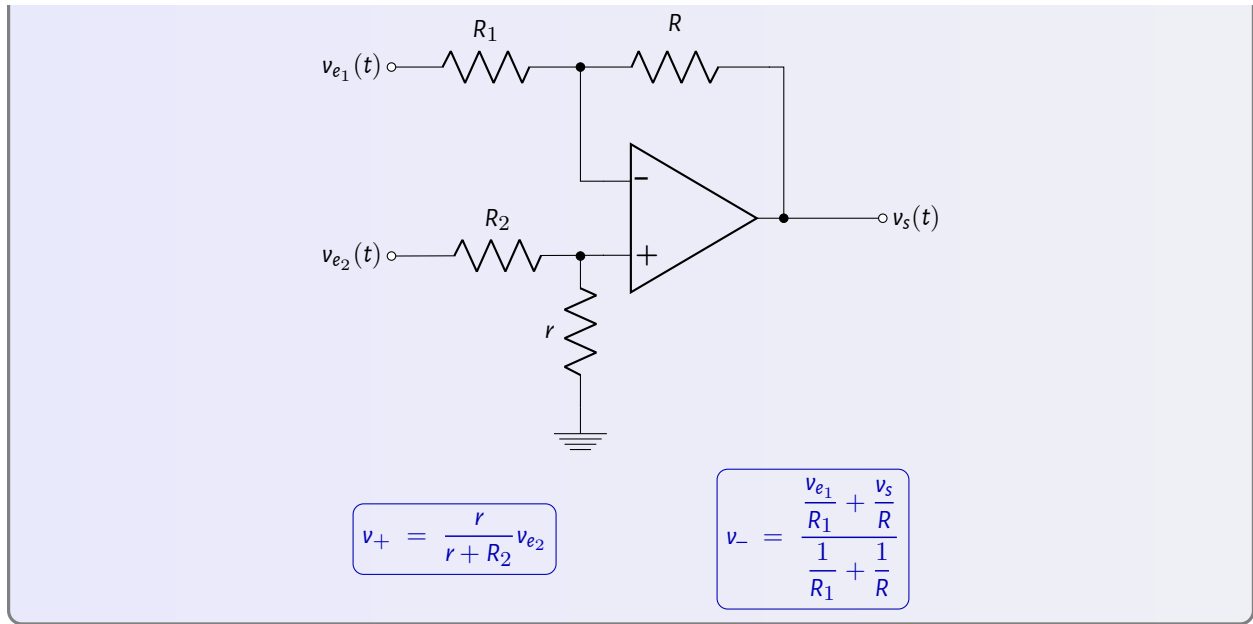 R₁
R
vₑ₁(t)
−
R₂
vₛ(t)
vₑ₂(t)
+
r
v₊ = r / (r + R₂) vₑ₂
v₋ = (vₑ₁/R₁ + vₛ/R) / (1/R₁ + 1/R)